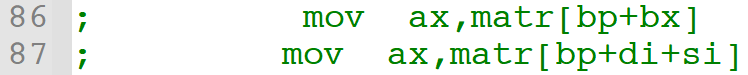 86 ;           mov  ax,matr[bp+bx]
87 ;         mov  ax,matr[bp+di+si]